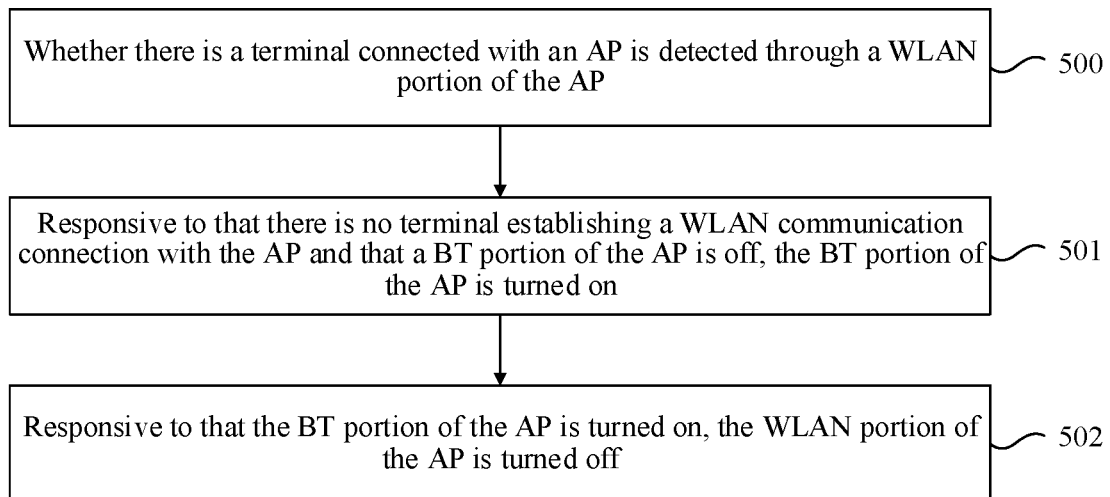 Whether there is a terminal connected with an AP is detected through a WLAN
portion of the AP
500
Responsive to that there is no terminal establishing a WLAN communication
connection with the AP and that a BT portion of the AP is off, the BT portion of
the AP is turned on
501
Responsive to that the BT portion of the AP is turned on, the WLAN portion of
the AP is turned off
502